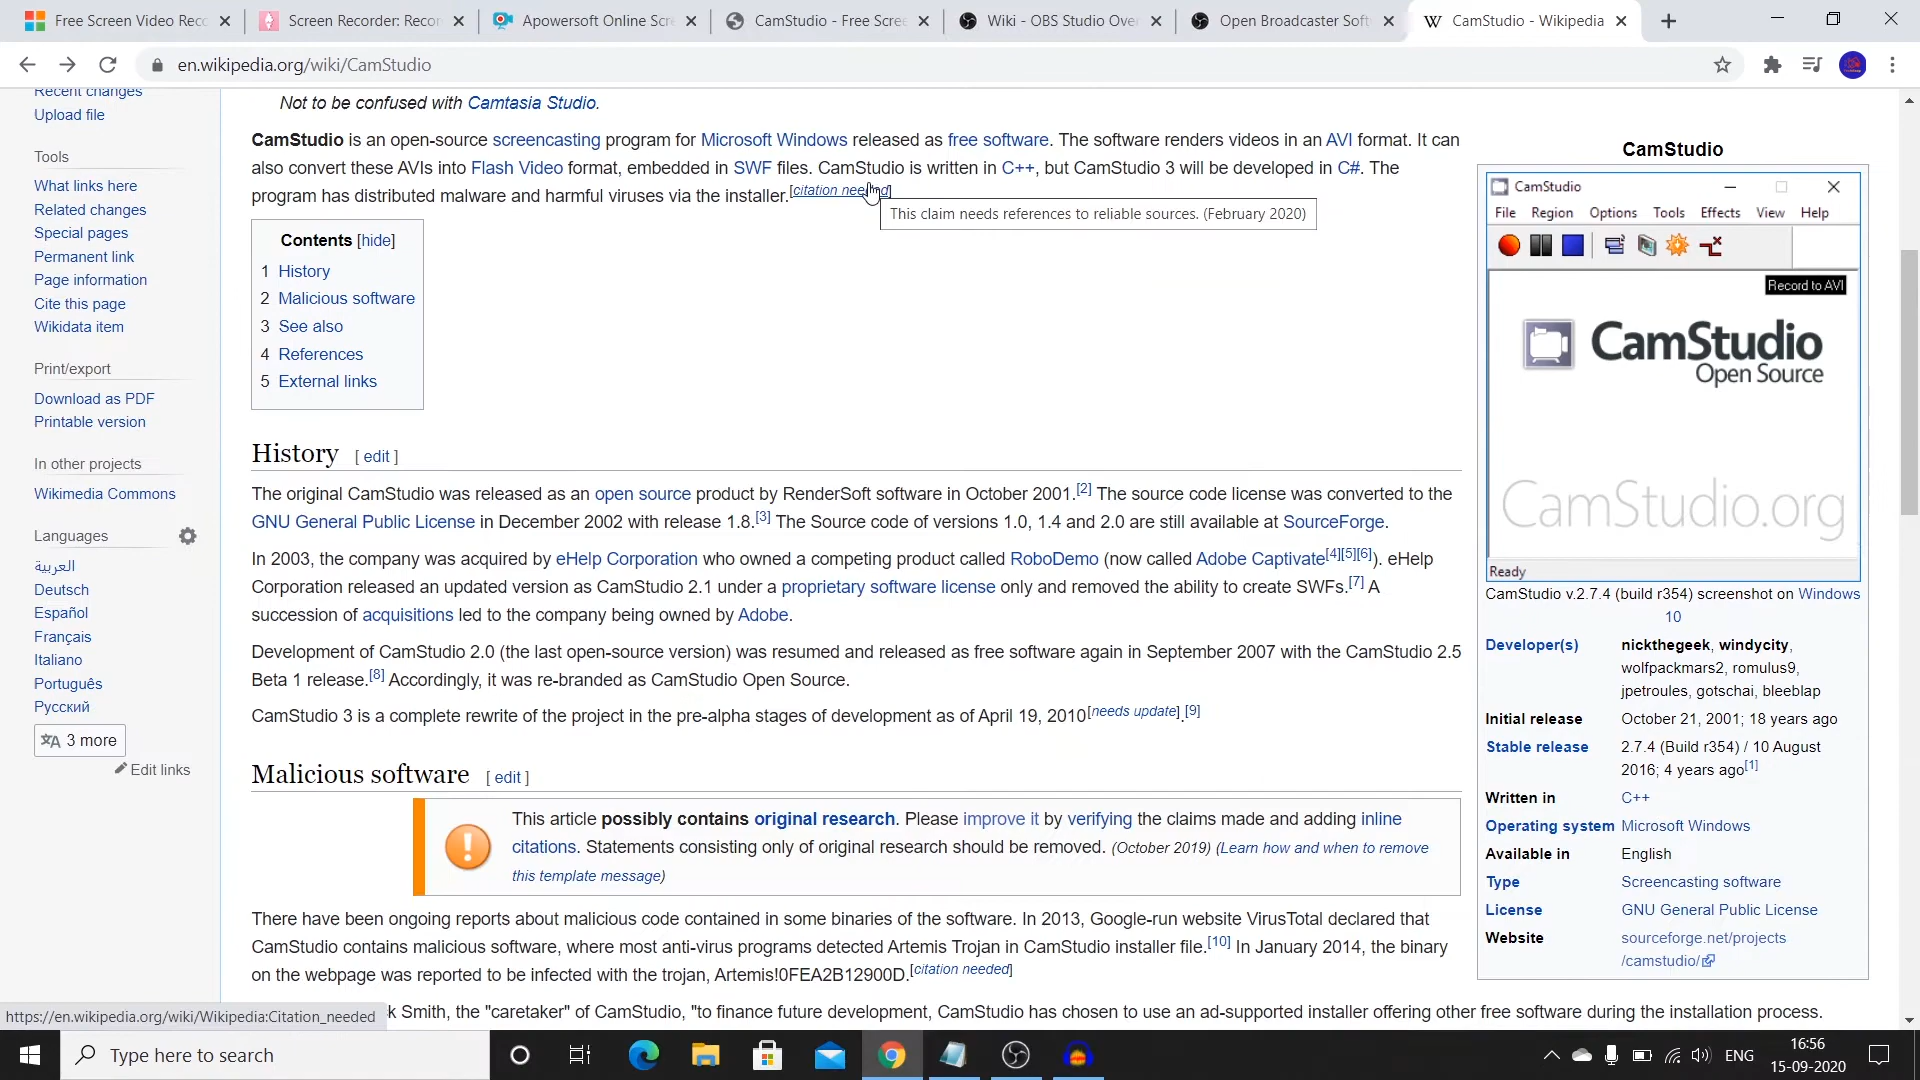 Free Screen Video Reco
Screen Recorder: Recor
Apowersoft Online Scre
CamStudio - Free Scree
Wiki - OBS Studio Over
Open Broadcaster Soft
CamStudio - Wikipedia
en.wikipedia.org/wiki/CamStudio
Recent changes
Upload file
Tools
What links here
Related changes
Special pages
Permanent link
Page information
Cite this page
Wikidata item
Print/export
Download as PDF
Printable version
In other projects
Wikimedia Commons
Languages
العربية
Deutsch
Español
Français
Italiano
Português
Русский
3 more
Edit links
Not to be confused with Camtasia Studio.
CamStudio is an open-source screencasting program for Microsoft Windows released as free software. The software renders videos in an AVI format. It can
also convert these AVIs into Flash Video format, embedded in SWF files. CamStudio is written in C++, but CamStudio 3 will be developed in C#. The
program has distributed malware and harmful viruses via the installer.[citation needed]
This claim needs references to reliable sources. (February 2020)
Contents [hide]
1 History
2 Malicious software
3 See also
4 References
5 External links
History [ edit ]
The original CamStudio was released as an open source product by RenderSoft software in October 2001.[2] The source code license was converted to the
GNU General Public License in December 2002 with release 1.8.[3] The Source code of versions 1.0, 1.4 and 2.0 are still available at SourceForge.
In 2003, the company was acquired by eHelp Corporation who owned a competing product called RoboDemo (now called Adobe Captivate[4][5][6]). eHelp
Corporation released an updated version as CamStudio 2.1 under a proprietary software license only and removed the ability to create SWFs.[7] A
succession of acquisitions led to the company being owned by Adobe.
Development of CamStudio 2.0 (the last open-source version) was resumed and released as free software again in September 2007 with the CamStudio 2.5
Beta 1 release.[8] Accordingly, it was re-branded as CamStudio Open Source.
CamStudio 3 is a complete rewrite of the project in the pre-alpha stages of development as of April 19, 2010[needs update].[9]
Malicious software [ edit ]
This article possibly contains original research. Please improve it by verifying the claims made and adding inline
citations. Statements consisting only of original research should be removed. (October 2019) (Learn how and when to remove
this template message)
There have been ongoing reports about malicious code contained in some binaries of the software. In 2013, Google-run website VirusTotal declared that
CamStudio contains malicious software, where most anti-virus programs detected Artemis Trojan in CamStudio installer file.[10] In January 2014, the binary
on the webpage was reported to be infected with the trojan, Artemis!0FEA2B12900D.[citation needed]
k Smith, the "caretaker" of CamStudio, "to finance future development, CamStudio has chosen to use an ad-supported installer offering other free software during the installation process.
CamStudio
CamStudio
File Region Options Tools Effects View Help
Record to AVI
CamStudio
Open Source
CamStudio.org
Ready
CamStudio v.2.7.4 (build r354) screenshot on Windows
10
Developer(s) nickthegeek, windycity,
wolfpackmars2, romulus9,
jpetroules, gotschai, bleeblap
Initial release October 21, 2001; 18 years ago
Stable release 2.7.4 (Build r354) / 10 August
2016; 4 years ago[1]
Written in C++
Operating system Microsoft Windows
Available in English
Type Screencasting software
License GNU General Public License
Website sourceforge.net/projects
/camstudio/
https://en.wikipedia.org/wiki/Wikipedia:Citation_needed
Type here to search
ENG
16:56
15-09-2020